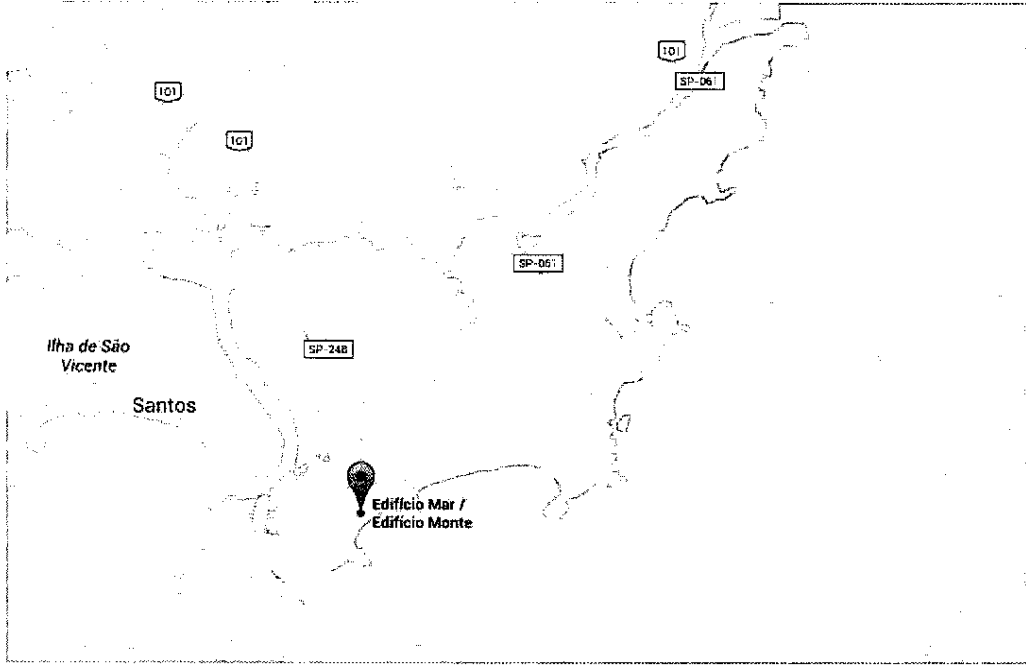 101
SP-061
101
101
SP-061
Ilha de São
Vicente
SP-248
Santos
Edifício Mar /
Edifício Monte